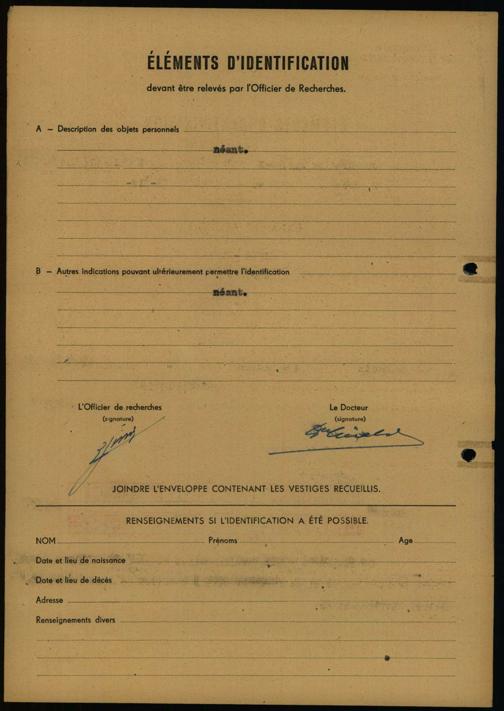 ÉLÉMENTS D'IDENTIFICATION
devant être relevés par l'Officier de Recherches.
A – Description des objets personnels
néant.
B – Autres indications pouvant ultérieurement permettre l'identification
néant.
L'Officier de recherches Le Docteur
(signature) (signature)
JOINDRE L'ENVELOPPE CONTENANT LES VESTIGES RECUEILLIS.
RENSEIGNEMENTS SI L'IDENTIFICATION A ÉTÉ POSSIBLE.
NOM Prénoms Age
Date et lieu de naissance
Date et lieu de décès
Adresse
Renseignements divers